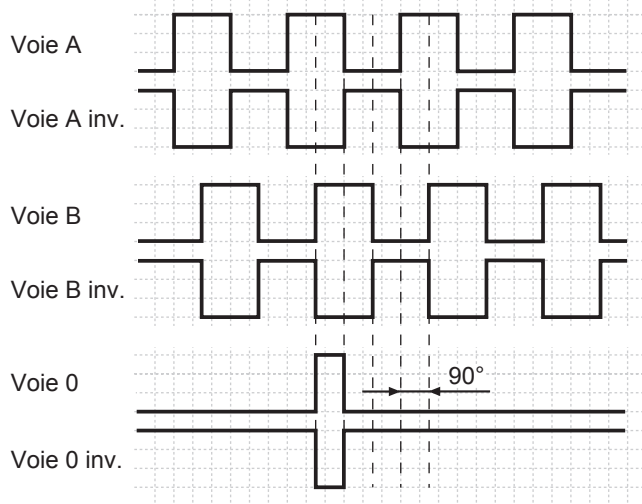 Voie A
Voie A inv.
Voie B
Voie B inv.
Voie 0
90°
Voie 0 inv.